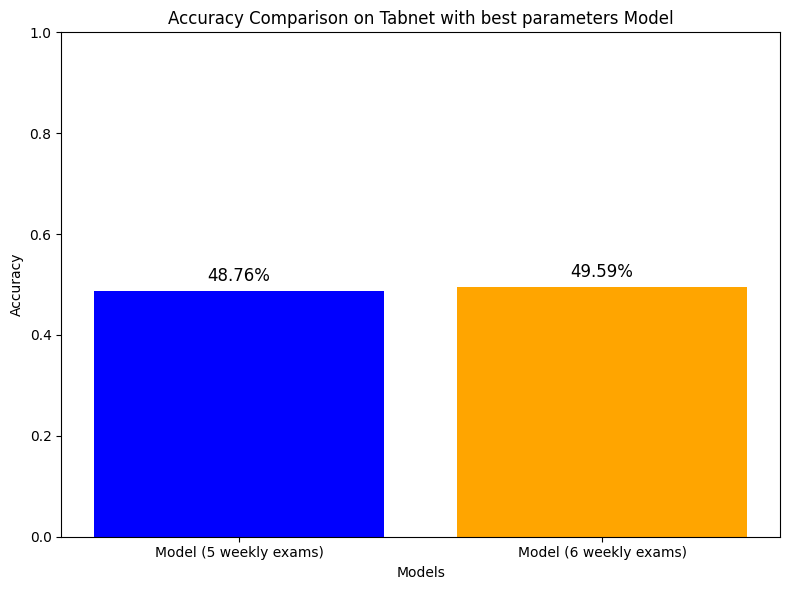 Accuracy Comparison on Tabnet with best parameters Model
1.0
0.8
0.6
0.4
0.2
0.0
Accuracy
48.76%
49.59%
Model (5 weekly exams)
Model (6 weekly exams)
Models